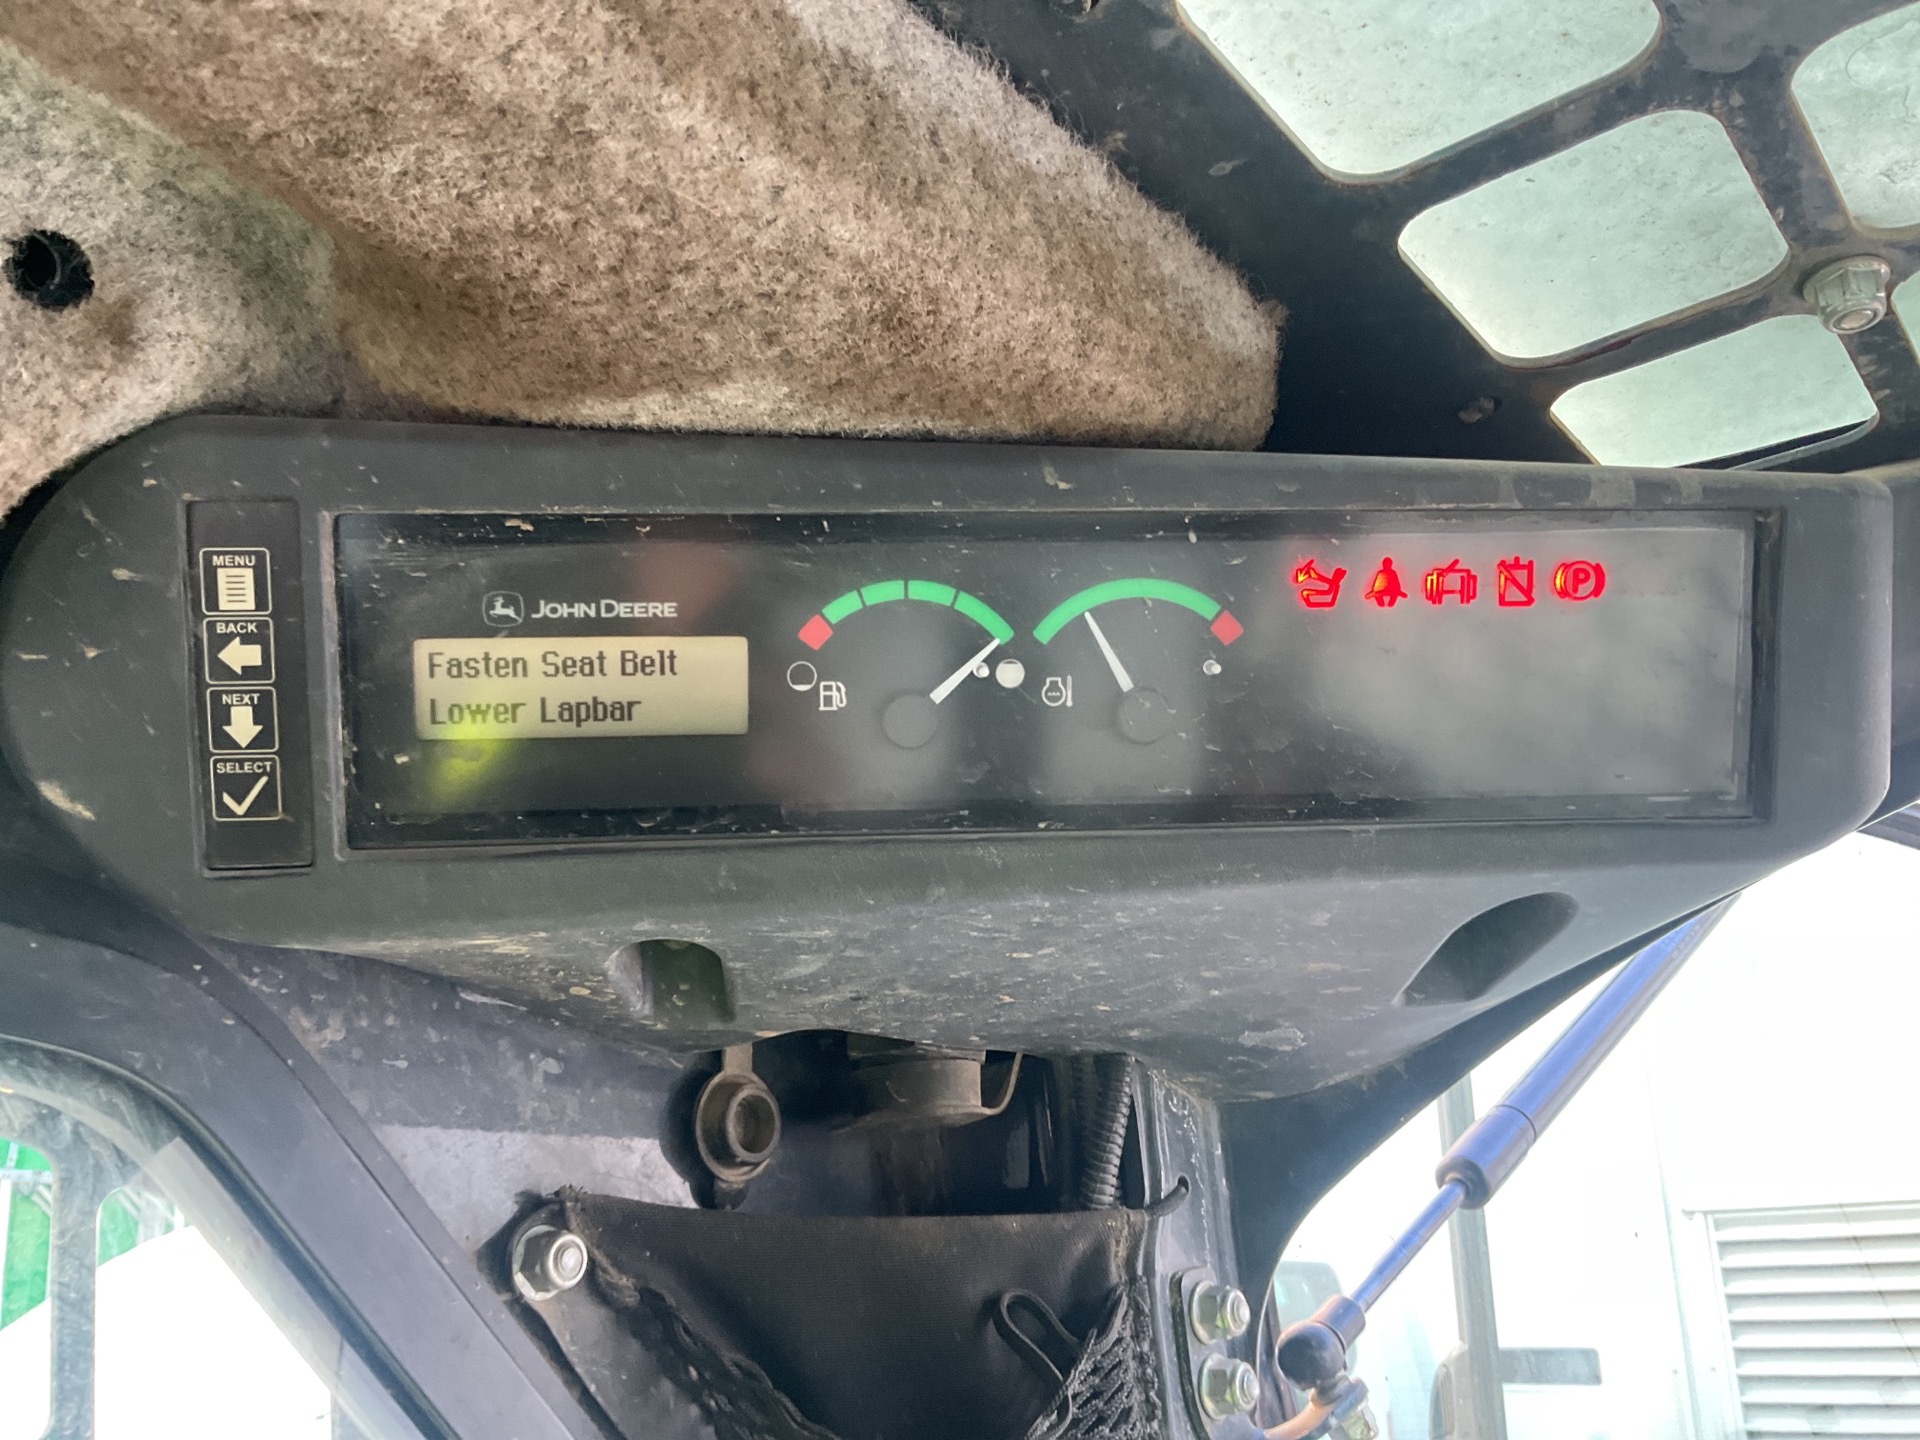 MENU
BACK
NEXT
SELECT
JOHN DEERE
Fasten Seat Belt
Lower Lapbar
P